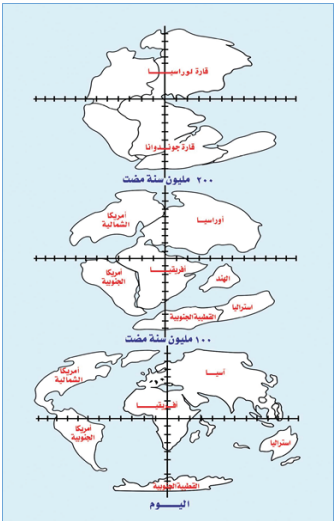 قارة لوراسيا
قارة جوندوانا
٢٠٠ مليون سنة مضت
أمريكا
الشمالية
أوراسيا
أمريكا
الجنوبية
أفريقيا
الهند
استراليا
القطبية الجنوبية
١٠٠ مليون سنة مضت
أمريكا
الشمالية
آسيا
أفريقيا
أمريكا
الجنوبية
أستراليا
القطبية الجنوبية
اليوم